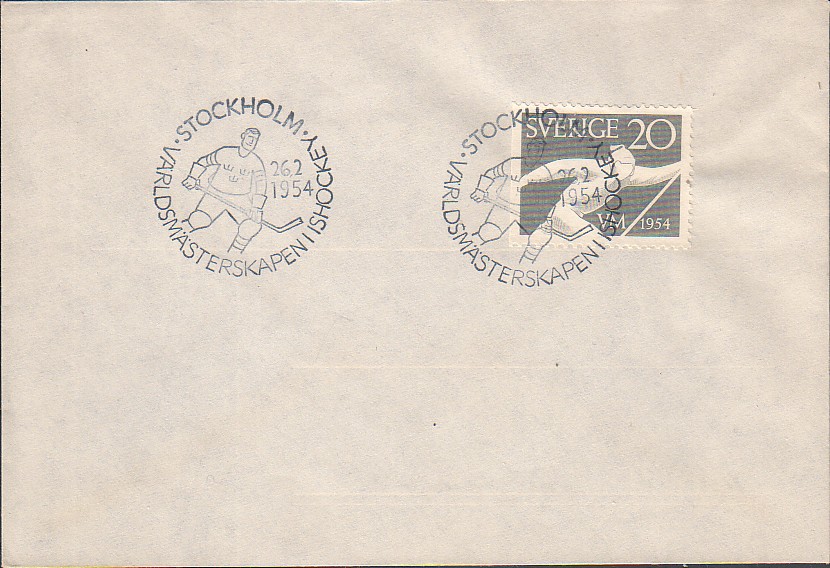 STOCKHOLM · VÄRLDSMÄSTERSKAPEN I ISHOCKEY ·
26.2
1954
STOCKHOLM · VÄRLDSMÄSTERSKAPEN I ISHOCKEY ·
26.2
1954
SVERIGE 20
VM 1954